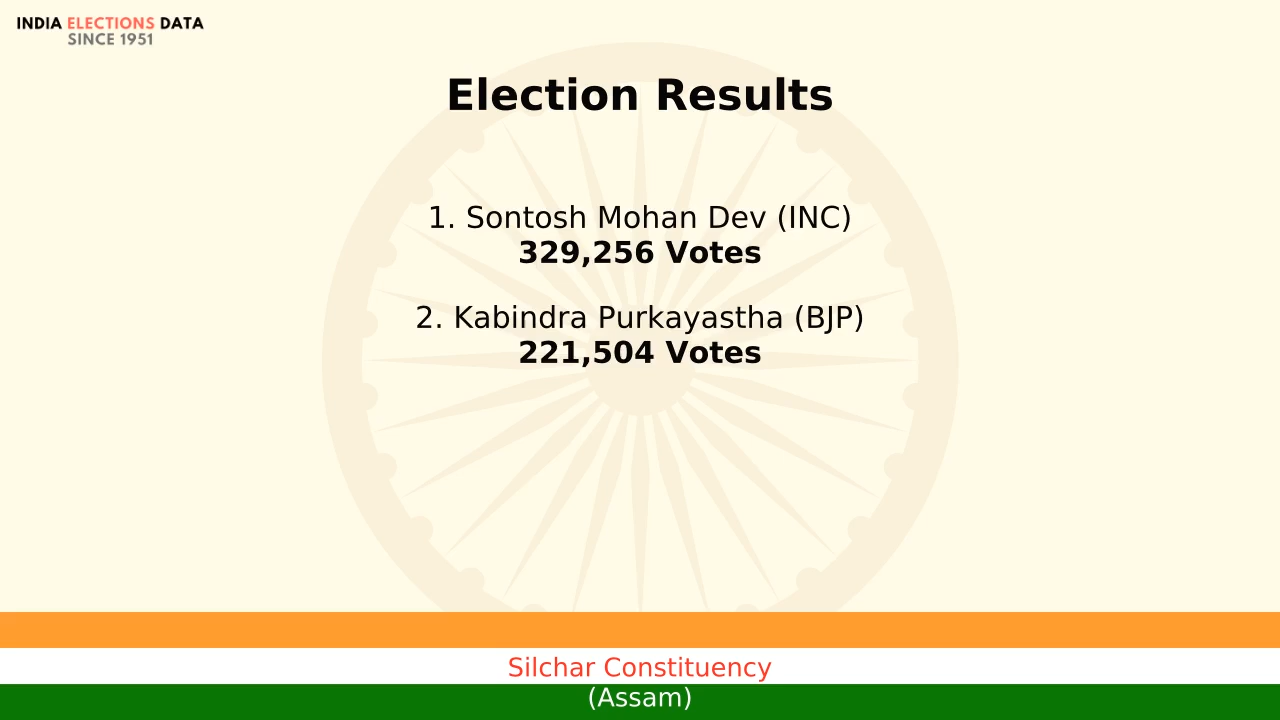 INDIA ELECTIONS DATA
SINCE 1951
Election Results
1. Sontosh Mohan Dev (INC)
329,256 Votes
2. Kabindra Purkayastha (BJP)
221,504 Votes
Silchar Constituency
(Assam)